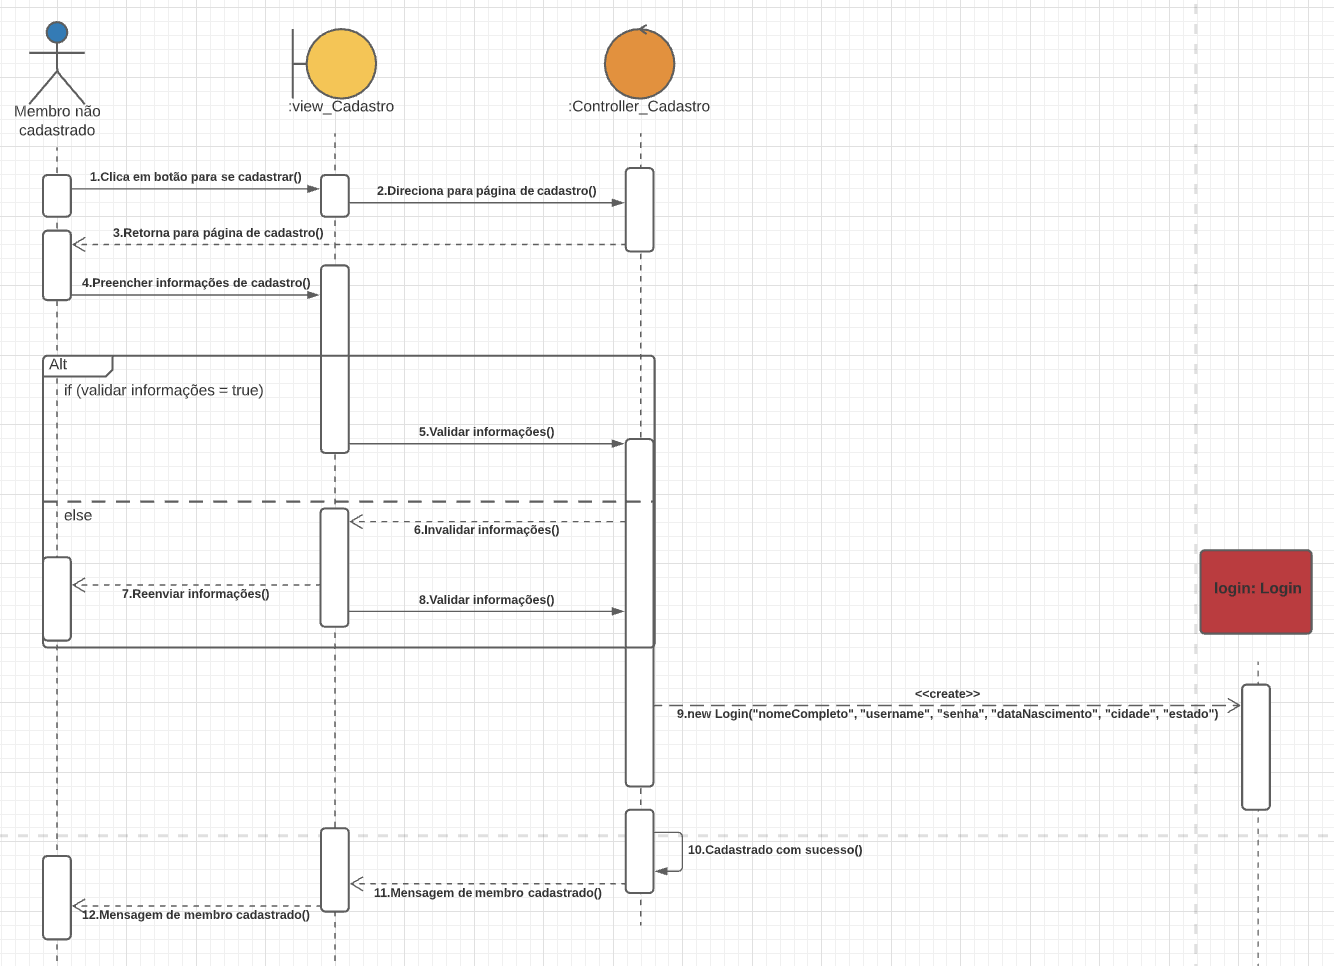 Membro não
cadastrado
:view_Cadastro
:Controller_Cadastro
1.Clica em botão para se cadastrar()
2.Direciona para página de cadastro()
3.Retorna para página de cadastro()
4.Preencher informações de cadastro()
Alt
if (validar informações = true)
5.Validar informações()
else
6.Invalidar informações()
7.Reenviar informações()
8.Validar informações()
login: Login
<<create>>
9.new Login("nomeCompleto", "username", "senha", "dataNascimento", "cidade", "estado")
10.Cadastrado com sucesso()
11.Mensagem de membro cadastrado()
12.Mensagem de membro cadastrado()